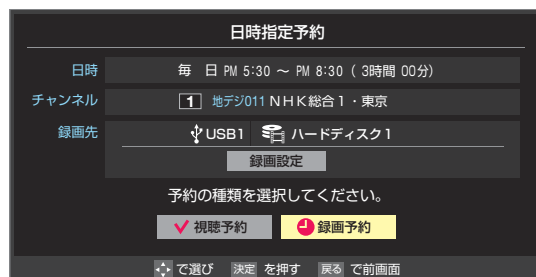 日時指定予約
日時 毎 日 PM 5:30 ～ PM 8:30 ( 3時間 00分)
チャンネル 1 地デジ011 ＮＨＫ総合１・東京
録画先 USB1 ハードディスク1
録画設定
予約の種類を選択してください。
視聴予約 録画予約
で選び 決定 を押す 戻る で前画面